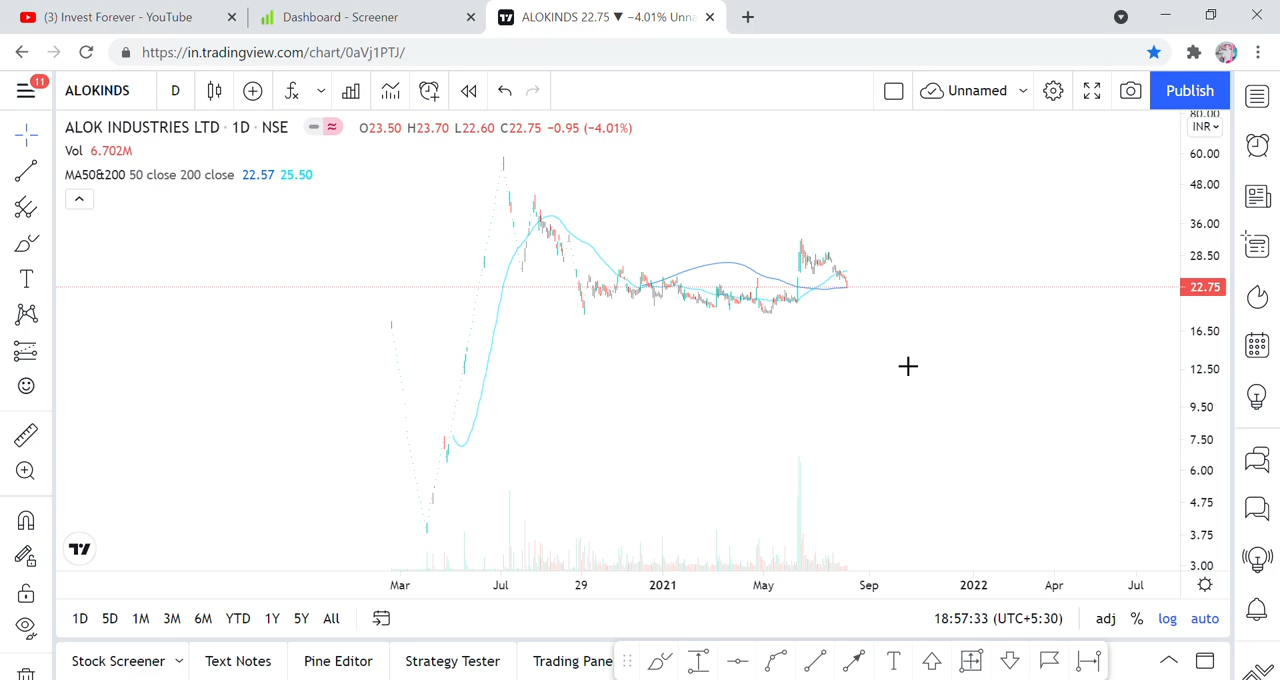 (3) Invest Forever - YouTube
Dashboard - Screener
ALOKINDS 22.75 ▼ −4.01% Unna
https://in.tradingview.com/chart/0aVj1PTJ/
11
ALOKINDS
D
Unnamed
Publish
ALOK INDUSTRIES LTD · 1D · NSE
O23.50 H23.70 L22.60 C22.75 −0.95 (−4.01%)
Vol 6.702M
MA50&200 50 close 200 close 22.57 25.50
80.00
INR
60.00
48.00
36.00
28.50
22.75
16.50
12.50
9.50
7.50
6.00
4.75
3.75
3.00
Mar Jul 29 2021 May Sep 2022 Apr Jul
1D 5D 1M 3M 6M YTD 1Y 5Y All
18:57:33 (UTC+5:30) adj % log auto
Stock Screener Text Notes Pine Editor Strategy Tester Trading Pane